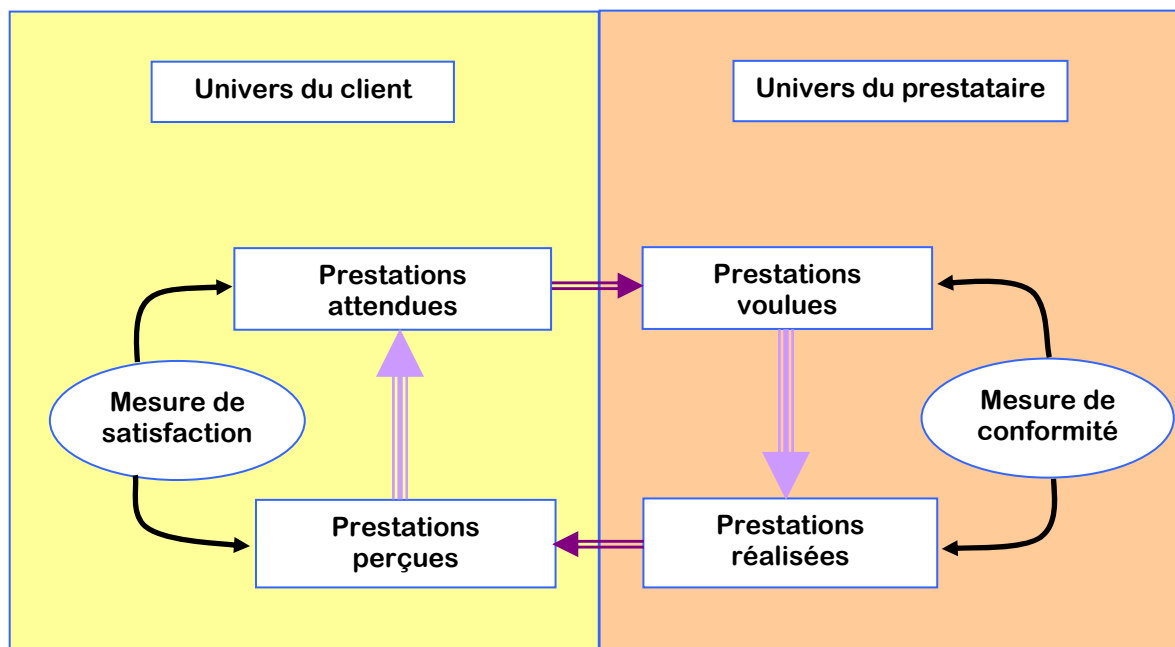 Univers du client
Univers du prestataire
Prestations
attendues
Prestations
voulues
Mesure de
satisfaction
Mesure de
conformité
Prestations
perçues
Prestations
réalisées